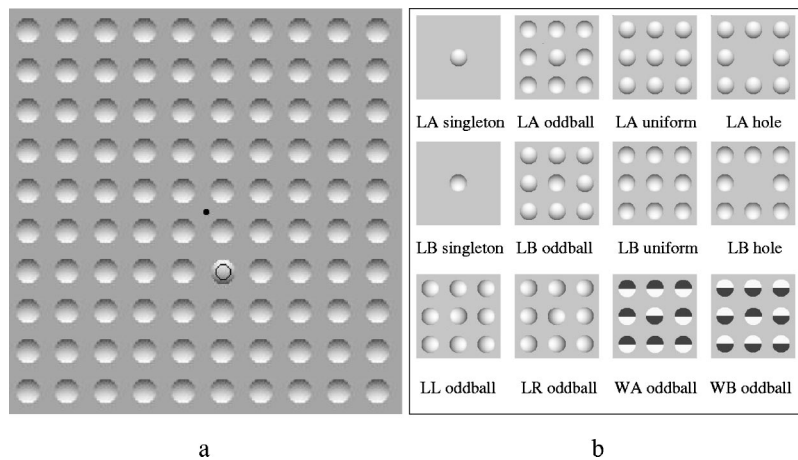 LA singleton LA oddball LA uniform LA hole
LB singleton LB oddball LB uniform LB hole
LL oddball LR oddball WA oddball WB oddball
a b